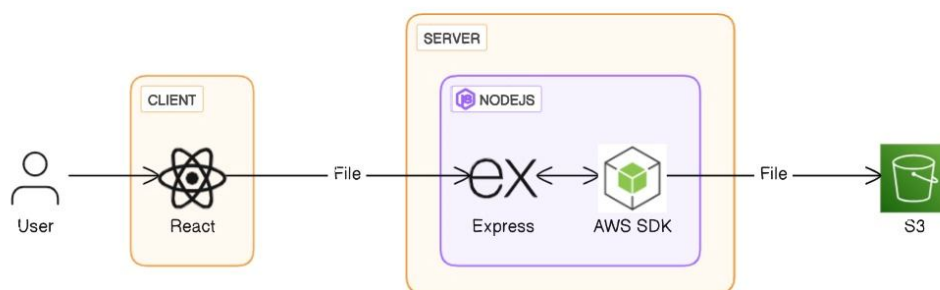 SERVER
CLIENT
NODEJS
File
ex
File
User
React
Express
AWS SDK
S3